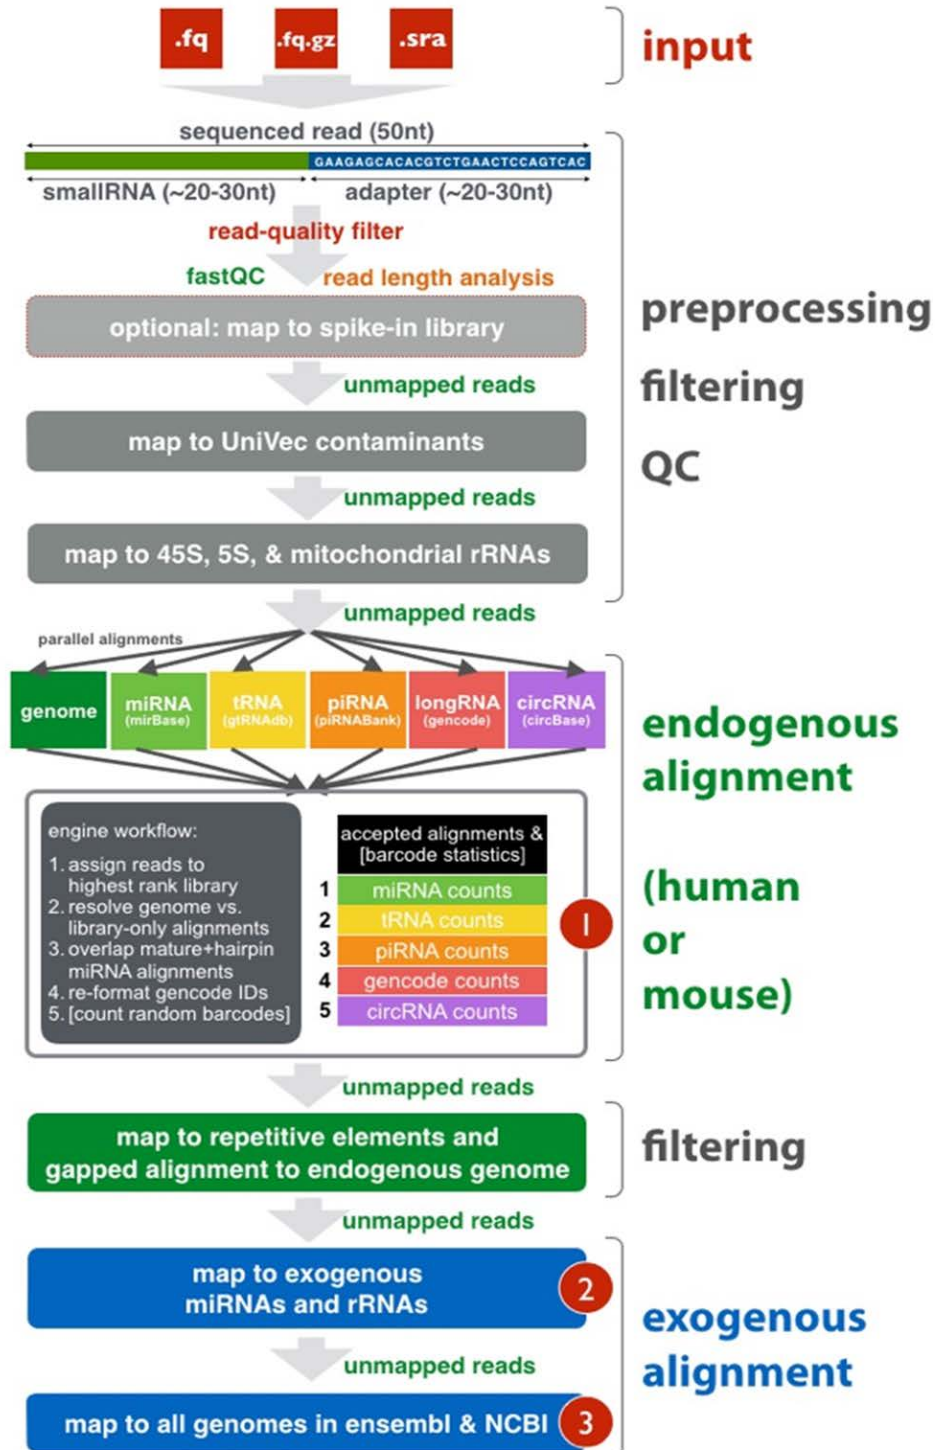 .fq
.fq.gz
.sra
input
sequenced read (50nt)
GAAGAGCACACGTCTGAACTCCAGTCAC
smallRNA (~20-30nt)
adapter (~20-30nt)
read-quality filter
fastQC
read length analysis
optional: map to spike-in library
unmapped reads
map to UniVec contaminants
unmapped reads
map to 45S, 5S, & mitochondrial rRNAs
unmapped reads
preprocessing
filtering
QC
parallel alignments
genome
miRNA
(mirBase)
tRNA
(gtRNAdb)
piRNA
(piRNABank)
longRNA
(gencode)
circRNA
(circBase)
engine workflow:
1. assign reads to
highest rank library
2. resolve genome vs.
library-only alignments
3. overlap mature+hairpin
miRNA alignments
4. re-format gencode IDs
5. [count random barcodes]
accepted alignments &
[barcode statistics]
1 miRNA counts
2 tRNA counts
3 piRNA counts
4 gencode counts
5 circRNA counts
1
endogenous
alignment
(human
or
mouse)
unmapped reads
map to repetitive elements and
gapped alignment to endogenous genome
filtering
unmapped reads
map to exogenous
miRNAs and rRNAs
2
unmapped reads
map to all genomes in ensembl & NCBI
3
exogenous
alignment